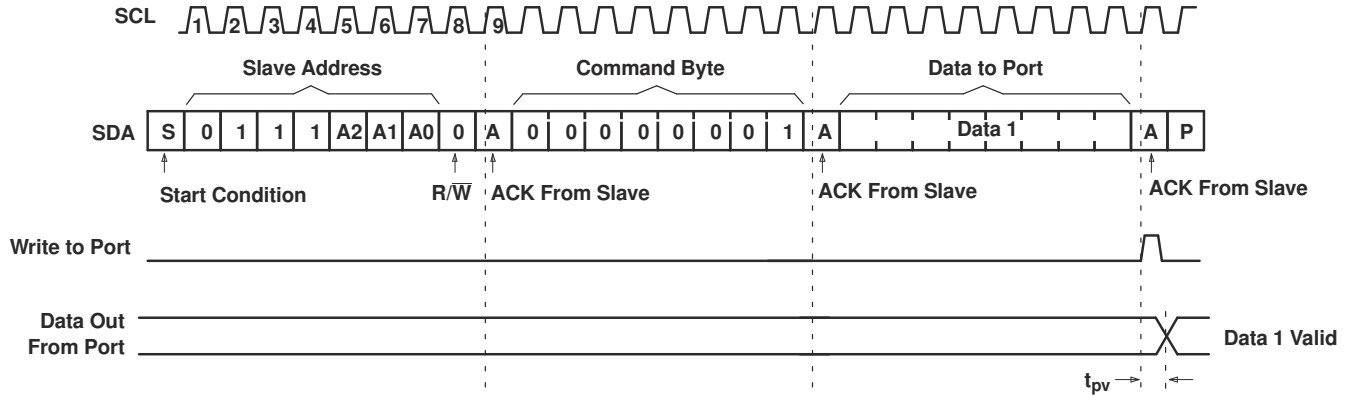 SCL 1 2 3 4 5 6 7 8 9
Slave Address Command Byte Data to Port
SDA S 0 1 1 1 A2 A1 A0 0 A 0 0 0 0 0 0 0 1 A Data 1 A P
Start Condition R/W̅ ACK From Slave ACK From Slave ACK From Slave
Write to Port
Data Out
From Port
Data 1 Valid
tpv